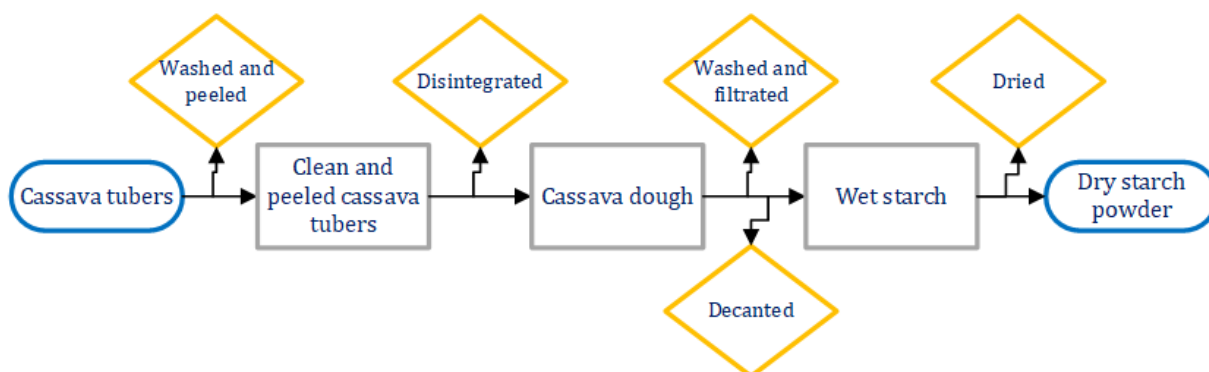 Washed and
peeled
Disintegrated
Washed and
filtrated
Dried
Cassava tubers
Clean and
peeled cassava
tubers
Cassava dough
Wet starch
Dry starch
powder
Decanted